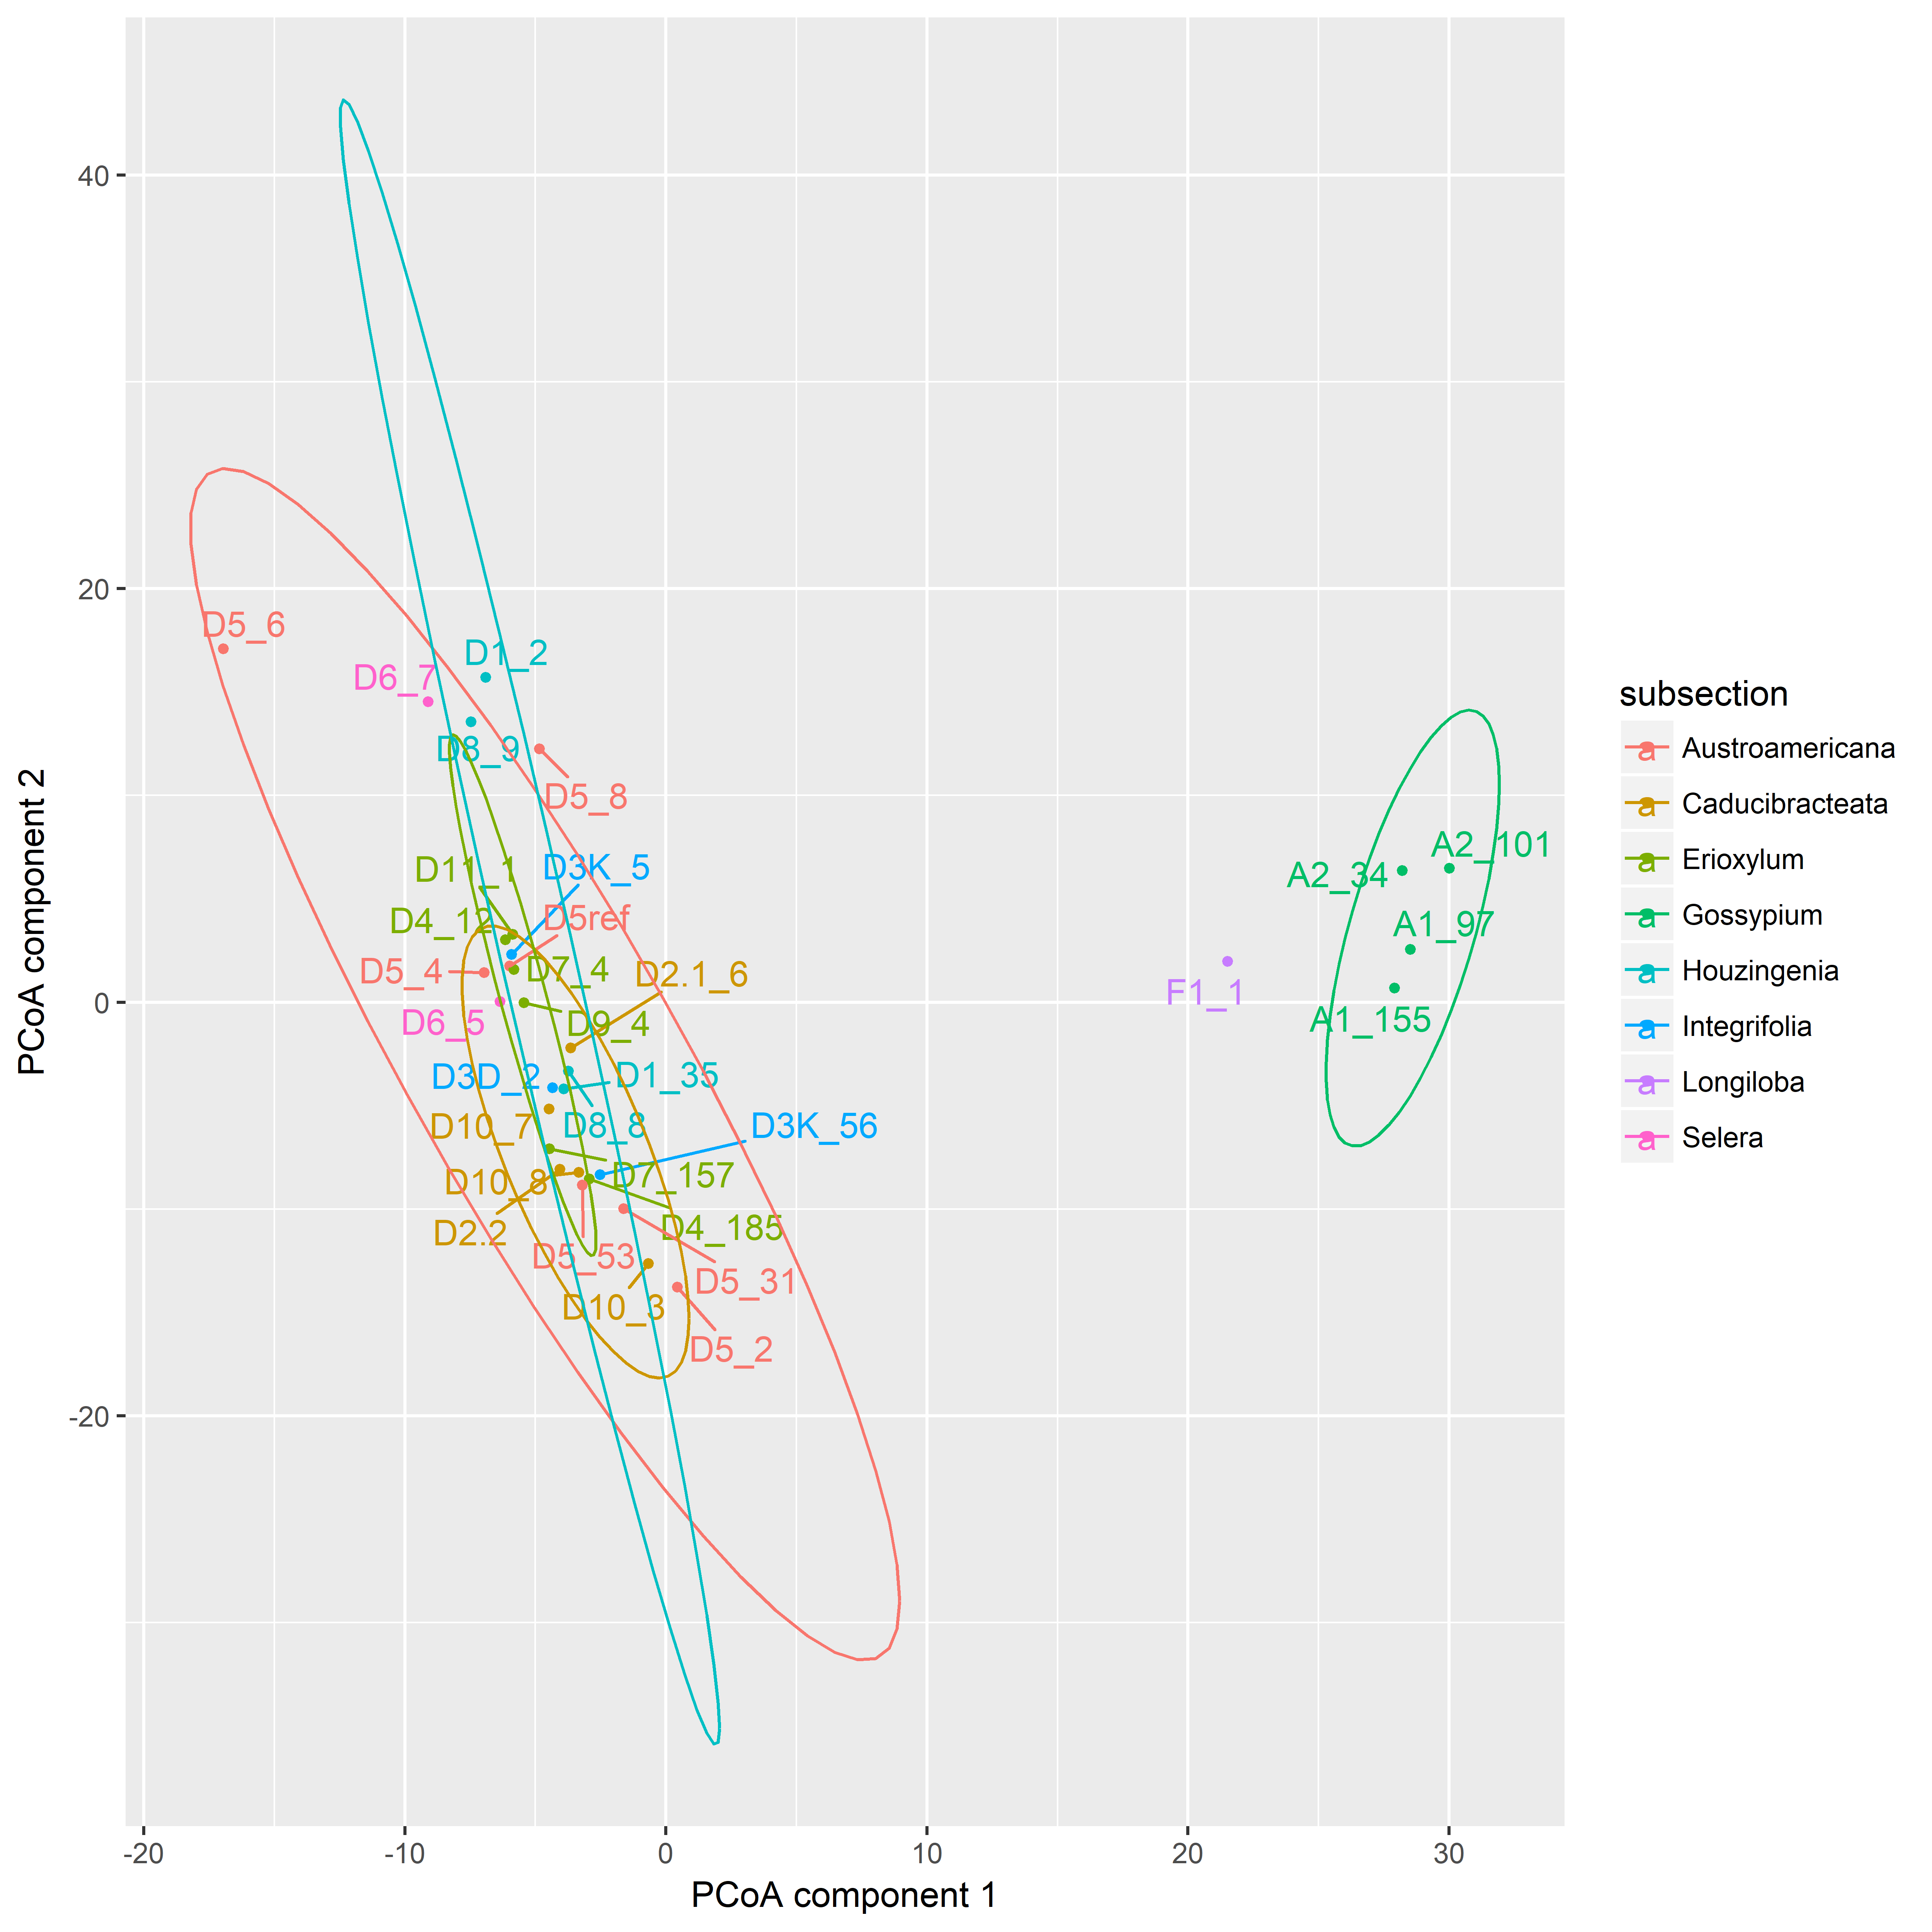 40
20
0
-20
PCoA component 2
D5_6
D1_2
D6_7
D8_9
D5_8
D11_1
D3K_5
D4_12
D5ref
D5_4
D7_4
D2.1_6
D6_5
D9_4
D3D_2
D1_35
D10_7
D8_8
D3K_56
D10_8
D7_157
D2.2
D4_185
D5_53
D5_31
D10_3
D5_2
A2_101
A2_34
A1_97
F1_1
A1_155
-20
-10
0
10
20
30
PCoA component 1
subsection
a Austroamericana
a Caducibracteata
a Erioxylum
a Gossypium
a Houzingenia
a Integrifolia
a Longiloba
a Selera